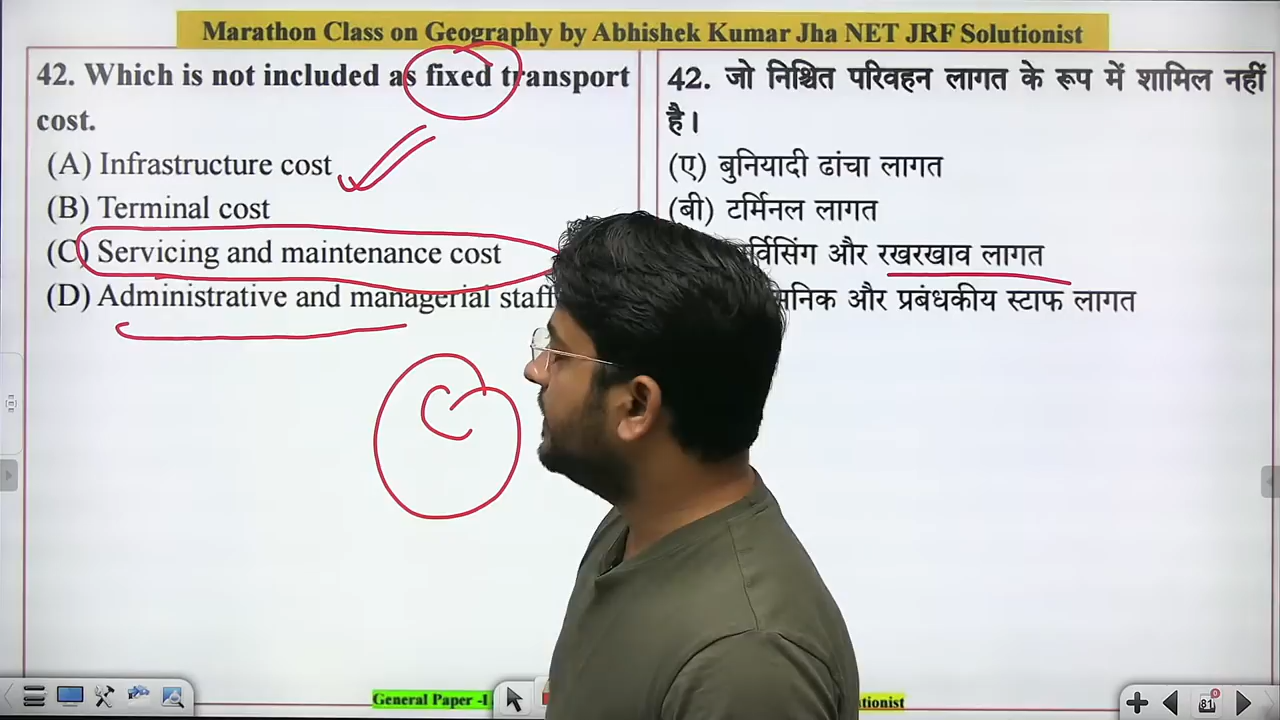 Marathon Class on Geography by Abhishek Kumar Jha NET JRF Solutionist
42. Which is not included as fixed transport
cost.
(A) Infrastructure cost
(B) Terminal cost
(C) Servicing and maintenance cost
(D) Administrative and managerial staff
C
42. जो निश्चित परिवहन लागत के रूप में शामिल नहीं
है।
(ए) बुनियादी ढांचा लागत
(बी) टर्मिनल लागत
और रखरखाव लागत
और प्रबंधकीय स्टाफ लागत
General Paper -I
81